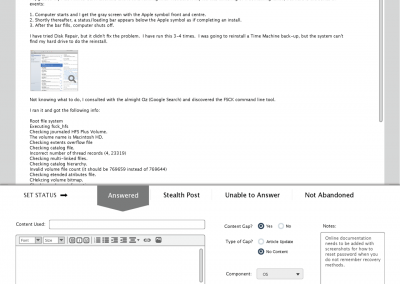 events:
1. Computer starts and I get the gray screen with the Apple symbol front and centre.
2. Shortly thereafter, a status/loading bar appears below the Apple symbol as if completing an install.
3. After the bar fills, computer shuts off.
I have tried Disk Repair, but it didn't fix the problem. I have run this 3-4 times. I was going to reinstall a Time Machine back-up, but the system can't
find my hard drive to do the reinstall.
Not knowing what to do, I consulted with the almight Oz (Google Search) and discovered the FSCK command line tool.
I ran it and got the following info:
Root file system
Executing fsck_hfs
Checking journaled HFS Plus Volume.
The volume name is Macintosh HD.
Checking extents overflow file
Checking catalog file.
Incorrect number of thread records (4, 23319)
Checking multi-linked files.
Checking catalog hierarchy.
Invalid volume file count (It should be 769659 instead of 769644)
Checking etended attibutes file.
Checking volume bitmap.
SET STATUS
Answered
Stealth Post
Unable to Answer
Not Abandoned
Content Used:
Font
Size
B
I
U
Content Gap?
Yes
No
Type of Gap?
Article Update
No Content
Component:
OS
Notes:
Online documentation
needs to be added with
screenshots for how to
reset password when you
do not remember recovery
methods.